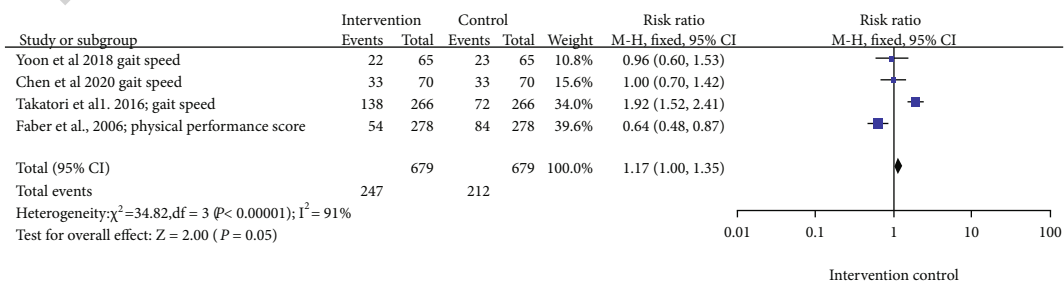 Intervention Control Risk ratio Risk ratio
Study or subgroup Events Total Events Total Weight M-H, fixed, 95% CI M-H, fixed, 95% CI
Yoon et al 2018 gait speed 22 65 23 65 10.8% 0.96 (0.60, 1.53)
Chen et al 2020 gait speed 33 70 33 70 15.6% 1.00 (0.70, 1.42)
Takatori et al1. 2016; gait speed 138 266 72 266 34.0% 1.92 (1.52, 2.41)
Faber et al., 2006; physical performance score 54 278 84 278 39.6% 0.64 (0.48, 0.87)
Total (95% CI) 679 679 100.0% 1.17 (1.00, 1.35)
Total events 247 212
Heterogeneity:χ²=34.82,df = 3 (P< 0.00001); I² = 91%
Test for overall effect: Z = 2.00 ( P = 0.05)
0.01 0.1 1 10 100
Intervention control